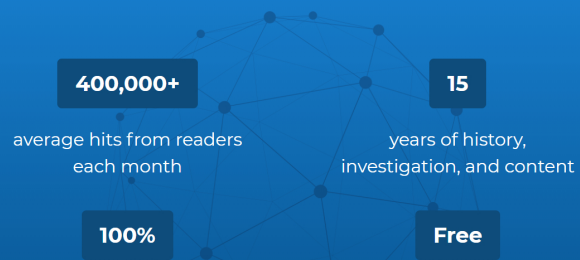 400,000+
average hits from readers
each month
15
years of history,
investigation, and content
100%
Free